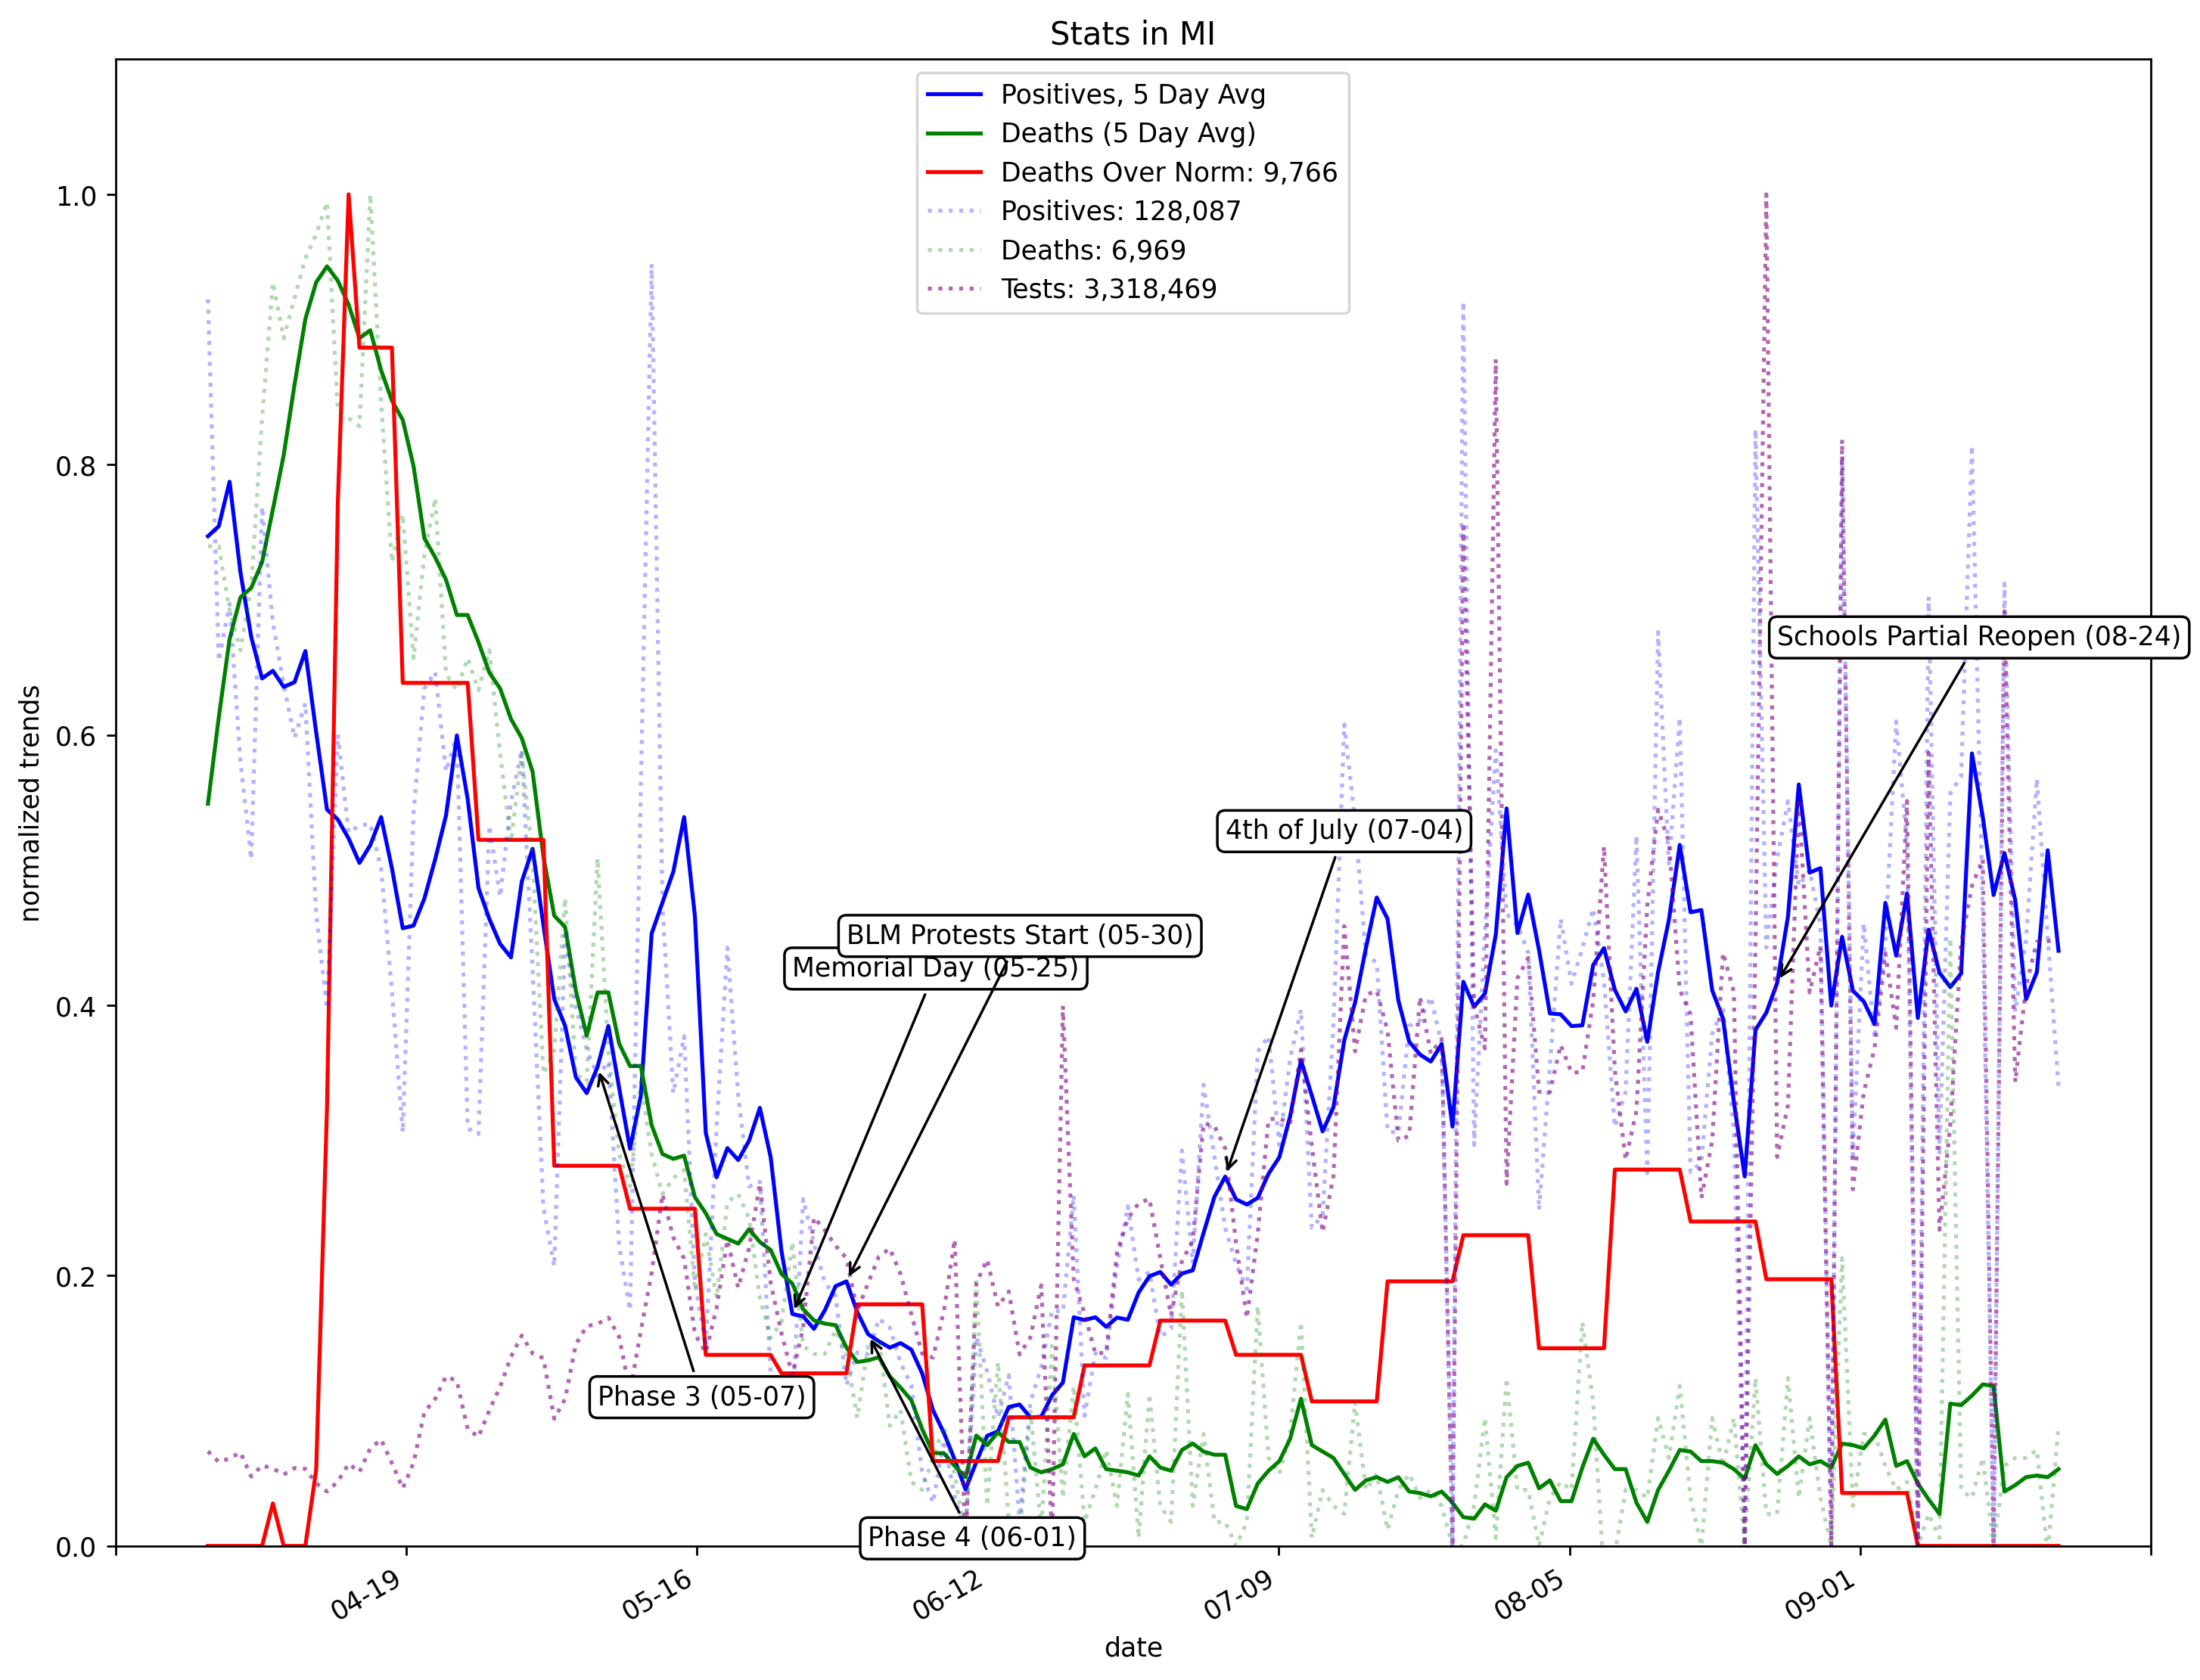 Stats in MI
Positives, 5 Day Avg
Deaths (5 Day Avg)
Deaths Over Norm: 9,766
Positives: 128,087
Deaths: 6,969
Tests: 3,318,469
normalized trends
1.0
0.8
0.6
0.4
0.2
0.0
Schools Partial Reopen (08-24)
4th of July (07-04)
BLM Protests Start (05-30)
Memorial Day (05-25)
Phase 3 (05-07)
Phase 4 (06-01)
04-19
05-16
06-12
07-09
08-05
09-01
date